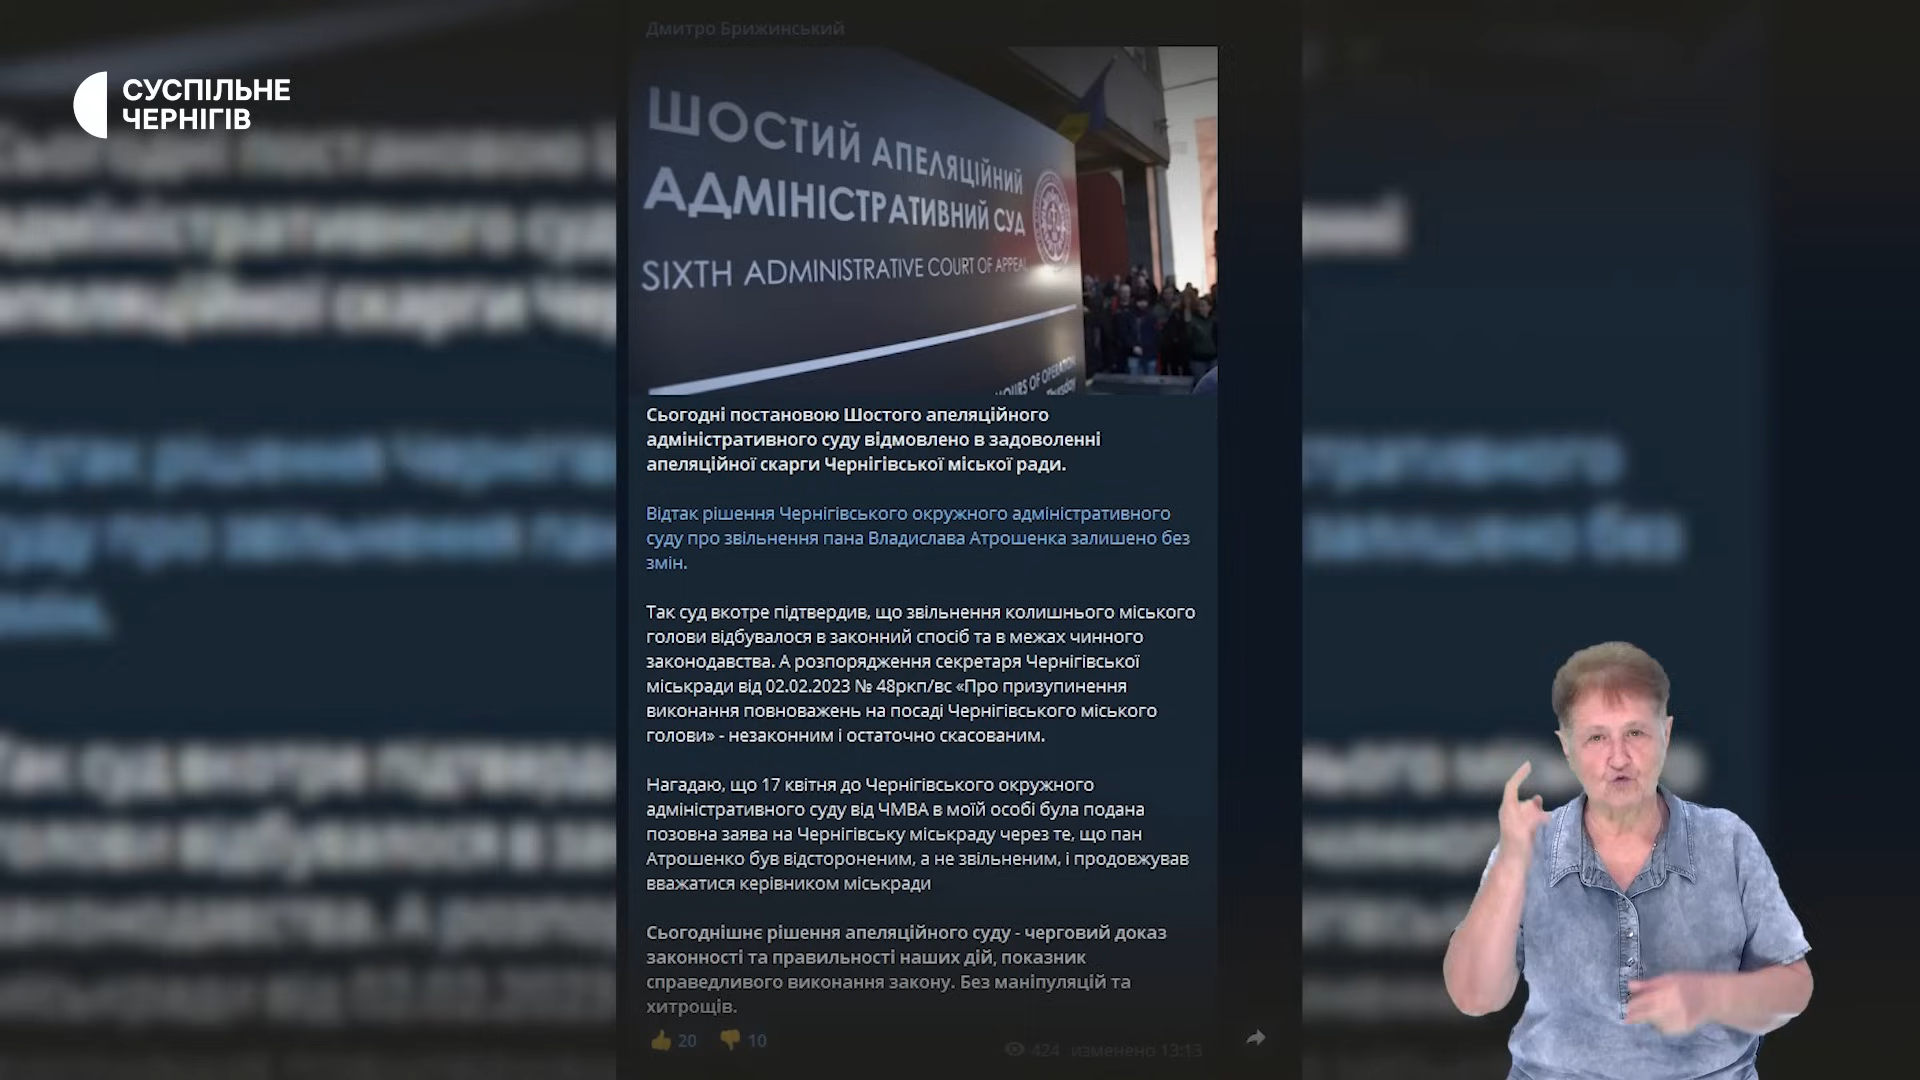 СУСПІЛЬНЕ
ЧЕРНІГІВ
Дмитро Брижинський
ШОСТИЙ АПЕЛЯЦІЙНИЙ
АДМІНІСТРАТИВНИЙ СУД
SIXTH ADMINISTRATIVE COURT OF APPEAL
HOURS OF OPERATION
Thursday
Сьогодні постановою Шостого апеляційного
адміністративного суду відмовлено в задоволенні
апеляційної скарги Чернігівської міської ради.
Відтак рішення Чернігівського окружного адміністративного
суду про звільнення пана Владислава Атрошенка залишено без
змін.
Так суд вкотре підтвердив, що звільнення колишнього міського
голови відбувалося в законний спосіб та в межах чинного
законодавства. А розпорядження секретаря Чернігівської
міськради від 02.02.2023 № 48ркп/вс «Про призупинення
виконання повноважень на посаді Чернігівського міського
голови» - незаконним і остаточно скасованим.
Нагадаю, що 17 квітня до Чернігівського окружного
адміністративного суду від ЧМВА в моїй особі була подана
позовна заява на Чернігівську міськраду через те, що пан
Атрошенко був відстороненим, а не звільненим, і продовжував
вважатися керівником міськради
Сьогоднішнє рішення апеляційного суду - черговий доказ
законності та правильності наших дій, показник
справедливого виконання закону. Без маніпуляцій та
хитрощів.
20 10
424 изменено 13:13